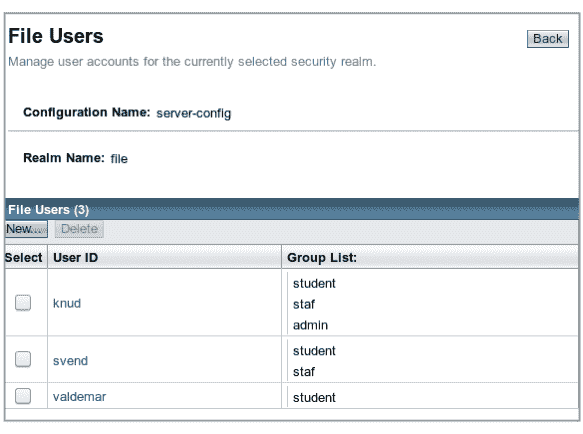 File Users
Back
Manage user accounts for the currently selected security realm.
Configuration Name: server-config
Realm Name: file
File Users (3)
New... Delete
Select User ID Group List:
knud
student
staf
admin
svend
student
staf
valdemar
student